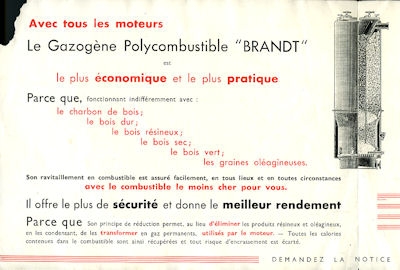 Avec tous les moteurs
Le Gazogène Polycombustible "BRANDT"
est
le plus économique et le plus pratique
Parce que, fonctionnant indifféremment avec :
le charbon de bois ;
le bois dur ;
le bois résineux ;
le bois sec ;
le bois vert ;
les graines oléagineuses.
Son ravitaillement en combustible est assuré facilement, en tous lieux et en toutes circonstances
avec le combustible le moins cher pour vous.
Il offre le plus de sécurité et donne le meilleur rendement
Parce que Son principe de réduction permet, au lieu d'éliminer les produits résineux et oléagineux,
en les condensant, de les transformer en gaz permanents, utilisés par le moteur. — Toutes les calories
contenues dans le combustible sont ainsi récupérées et tout risque d'encrassement est écarté.
DEMANDEZ LA NOTICE